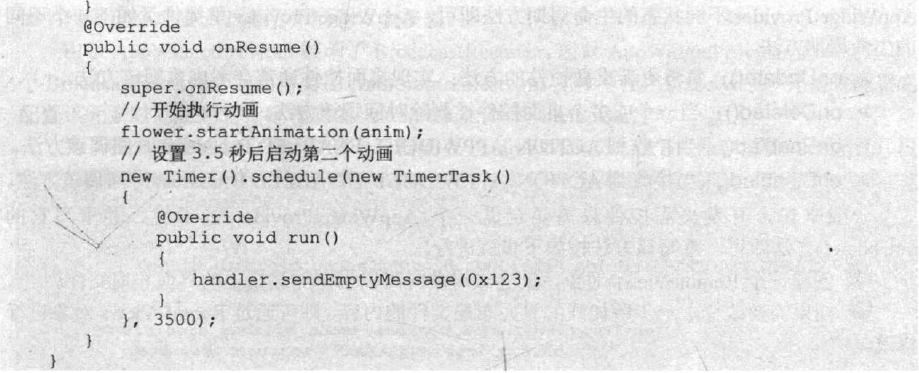 }
@Override
public void onResume()
{
super.onResume();
// 开始执行动画
flower.startAnimation(anim);
// 设置 3.5 秒后启动第二个动画
new Timer().schedule(new TimerTask()
{
@Override
public void run()
{
handler.sendEmptyMessage(0x123);
}
}, 3500);
}
}